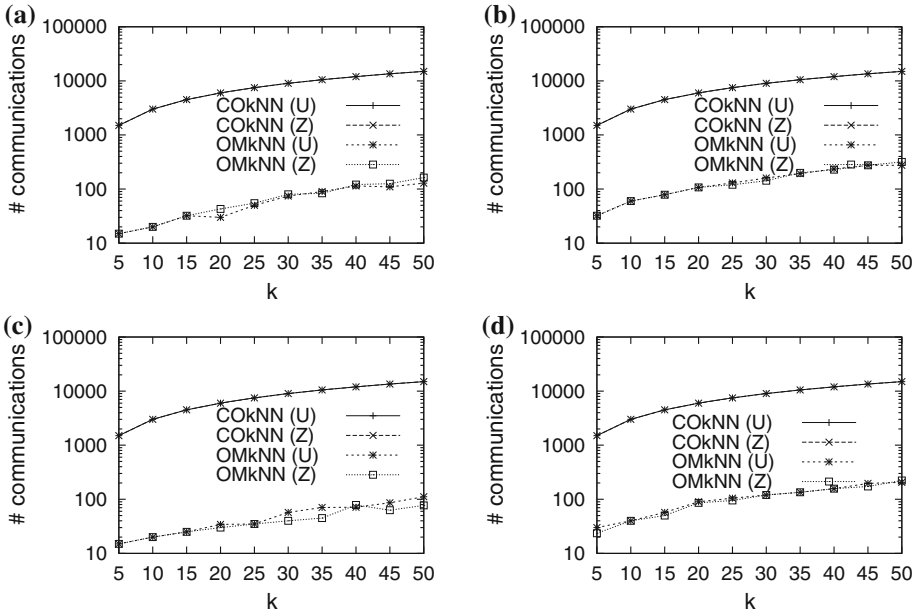 (a)
100000
10000
1000
100
10
# communications
COkNN (U)
COkNN (Z)
OMkNN (U)
OMkNN (Z)
5 10 15 20 25 30 35 40 45 50
k
(b)
100000
10000
1000
100
10
# communications
COkNN (U)
COkNN (Z)
OMkNN (U)
OMkNN (Z)
5 10 15 20 25 30 35 40 45 50
k
(c)
100000
10000
1000
100
10
# communications
COkNN (U)
COkNN (Z)
OMkNN (U)
OMkNN (Z)
5 10 15 20 25 30 35 40 45 50
k
(d)
100000
10000
1000
100
10
# communications
COkNN (U)
COkNN (Z)
OMkNN (U)
OMkNN (Z)
5 10 15 20 25 30 35 40 45 50
k